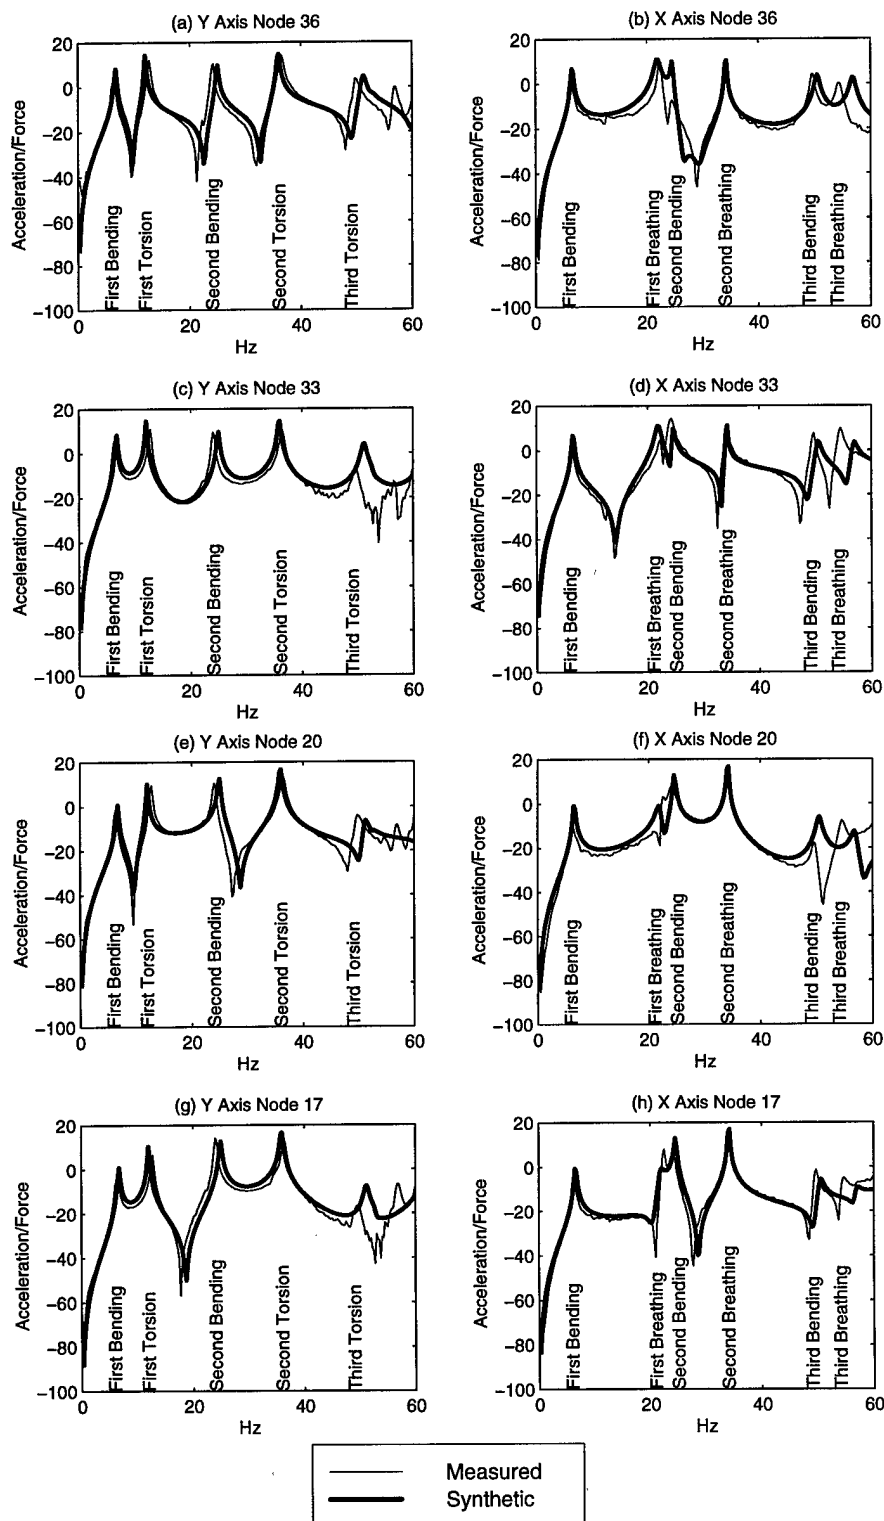 (a) Y Axis Node 36
Acceleration/Force
20
0
−20
−40
−60
−80
−100
First Bending
First Torsion
Second Bending
Second Torsion
Third Torsion
0
20
40
60
Hz
(b) X Axis Node 36
Acceleration/Force
20
0
−20
−40
−60
−80
−100
First Bending
First Breathing
Second Bending
Second Breathing
Third Bending
Third Breathing
0
20
40
60
Hz
(c) Y Axis Node 33
Acceleration/Force
20
0
−20
−40
−60
−80
−100
First Bending
First Torsion
Second Bending
Second Torsion
Third Torsion
0
20
40
60
Hz
(d) X Axis Node 33
Acceleration/Force
20
0
−20
−40
−60
−80
−100
First Bending
First Breathing
Second Bending
Second Breathing
Third Bending
Third Breathing
0
20
40
60
Hz
(e) Y Axis Node 20
Acceleration/Force
20
0
−20
−40
−60
−80
−100
First Bending
First Torsion
Second Bending
Second Torsion
Third Torsion
0
20
40
60
Hz
(f) X Axis Node 20
Acceleration/Force
20
0
−20
−40
−60
−80
−100
First Bending
First Breathing
Second Bending
Second Breathing
Third Bending
Third Breathing
0
20
40
60
Hz
(g) Y Axis Node 17
Acceleration/Force
20
0
−20
−40
−60
−80
−100
First Bending
First Torsion
Second Bending
Second Torsion
Third Torsion
0
20
40
60
Hz
(h) X Axis Node 17
Acceleration/Force
20
0
−20
−40
−60
−80
−100
First Bending
First Breathing
Second Bending
Second Breathing
Third Bending
Third Breathing
0
20
40
60
Hz
Measured
Synthetic